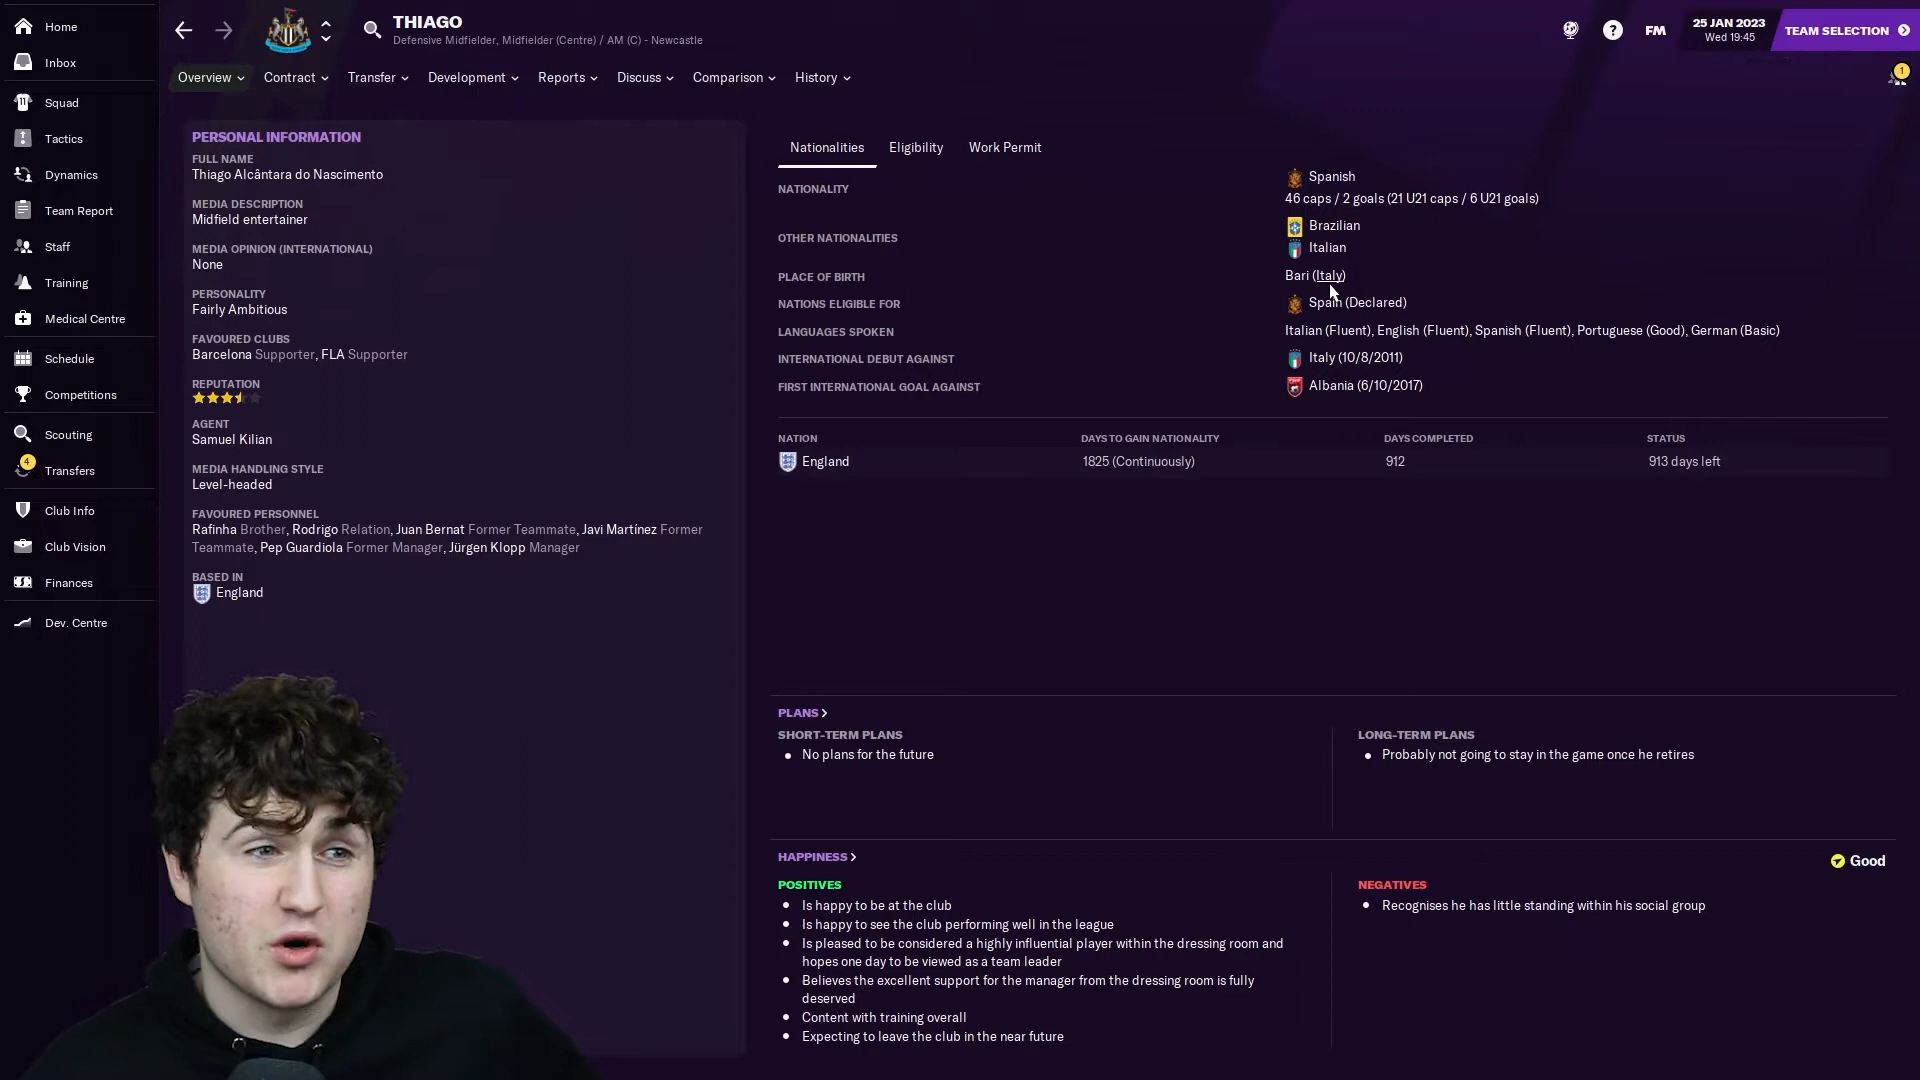 Home
Inbox
Squad
Tactics
Dynamics
Team Report
Staff
Training
Medical Centre
Schedule
Competitions
Scouting
4
Transfers
Club Info
Club Vision
Finances
Dev. Centre
THIAGO
Defensive Midfielder, Midfielder (Centre) / AM (C) - Newcastle
? FM
25 JAN 2023
Wed 19:45
TEAM SELECTION
1
Overview Contract Transfer Development Reports Discuss Comparison History
PERSONAL INFORMATION
FULL NAME
Thiago Alcântara do Nascimento
MEDIA DESCRIPTION
Midfield entertainer
MEDIA OPINION (INTERNATIONAL)
None
PERSONALITY
Fairly Ambitious
FAVOURED CLUBS
Barcelona Supporter, FLA Supporter
REPUTATION
AGENT
Samuel Kilian
MEDIA HANDLING STYLE
Level-headed
FAVOURED PERSONNEL
Rafinha Brother, Rodrigo Relation, Juan Bernat Former Teammate, Javi Martínez Former
Teammate, Pep Guardiola Former Manager, Jürgen Klopp Manager
BASED IN
England
Nationalities Eligibility Work Permit
NATIONALITY
Spanish
46 caps / 2 goals (21 U21 caps / 6 U21 goals)
OTHER NATIONALITIES
Brazilian
Italian
PLACE OF BIRTH Bari (Italy)
NATIONS ELIGIBLE FOR Spain (Declared)
LANGUAGES SPOKEN Italian (Fluent), English (Fluent), Spanish (Fluent), Portuguese (Good), German (Basic)
INTERNATIONAL DEBUT AGAINST Italy (10/8/2011)
FIRST INTERNATIONAL GOAL AGAINST Albania (6/10/2017)
NATION DAYS TO GAIN NATIONALITY DAYS COMPLETED STATUS
England 1825 (Continuously) 912 913 days left
PLANS
SHORT-TERM PLANS
No plans for the future
LONG-TERM PLANS
Probably not going to stay in the game once he retires
HAPPINESS
Good
POSITIVES
Is happy to be at the club
Is happy to see the club performing well in the league
Is pleased to be considered a highly influential player within the dressing room and
hopes one day to be viewed as a team leader
Believes the excellent support for the manager from the dressing room is fully
deserved
Content with training overall
Expecting to leave the club in the near future
NEGATIVES
Recognises he has little standing within his social group